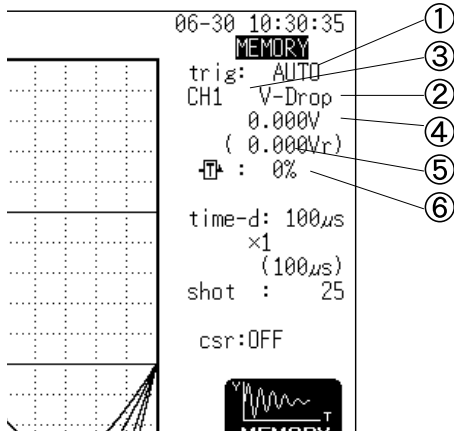 06-30 10:30:35
MEMORY
trig: AUTO
CH1 V-Drop
0.000V
( 0.000Vr)
T : 0%
time-d: 100µs
×1
(100µs)
shot : 25
csr:OFF
Y
T
MEMORY
①
③
②
④
⑤
⑥